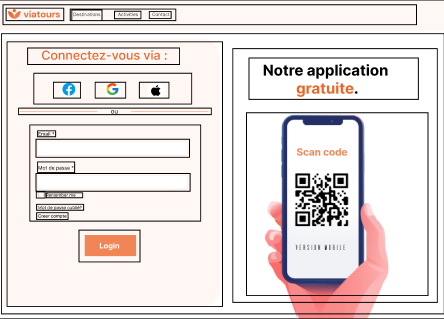 viatours
Destinations
Activities
Contact
Connectez-vous via :
ou
Email *
Mot de passe *
Remember me
Mot de passe oublié?
Creer compte
Login
Notre application
gratuite.
Scan code
VERSION MOBILE